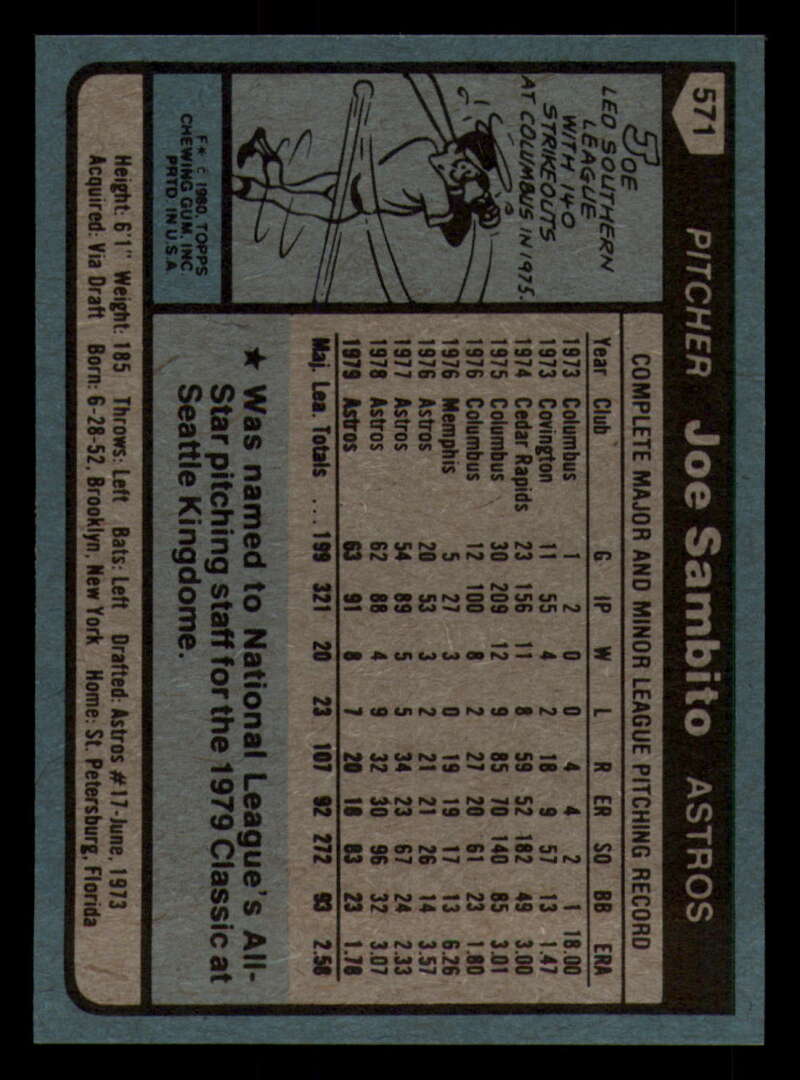 571 PITCHER Joe Sambito ASTROS
JOE
LED SOUTHERN
LEAGUE
WITH 140
STRIKEOUTS
AT COLUMBUS IN 1975.
F* © 1980. TOPPS
CHEWING GUM, INC.
PRTD. IN U.S.A.
COMPLETE MAJOR AND MINOR LEAGUE PITCHING RECORD
Year Club G IP W L R ER SO BB ERA
1973 Columbus 1 2 0 0 4 4 2 1 18.00
1973 Covington 11 55 4 2 18 9 57 13 1.47
1974 Cedar Rapids 23 156 11 8 59 52 182 49 3.00
1975 Columbus 30 209 12 9 85 70 140 85 3.01
1976 Columbus 12 100 8 2 27 20 61 23 1.80
1976 Memphis 5 27 3 0 19 19 17 13 6.26
1976 Astros 20 53 3 2 21 21 26 14 3.57
1977 Astros 54 89 5 5 34 23 67 24 2.33
1978 Astros 62 88 4 9 32 30 96 32 3.07
1979 Astros 63 91 8 7 20 18 83 23 1.78
Maj. Lea. Totals ... 199 321 20 23 107 92 272 93 2.58
★ Was named to National League's All-
Star pitching staff for the 1979 Classic at
Seattle Kingdome.
Height: 6'1" Weight: 185 Throws: Left Bats: Left Drafted: Astros #17-June, 1973
Acquired: Via Draft Born: 6-28-52, Brooklyn, New York Home: St. Petersburg, Florida